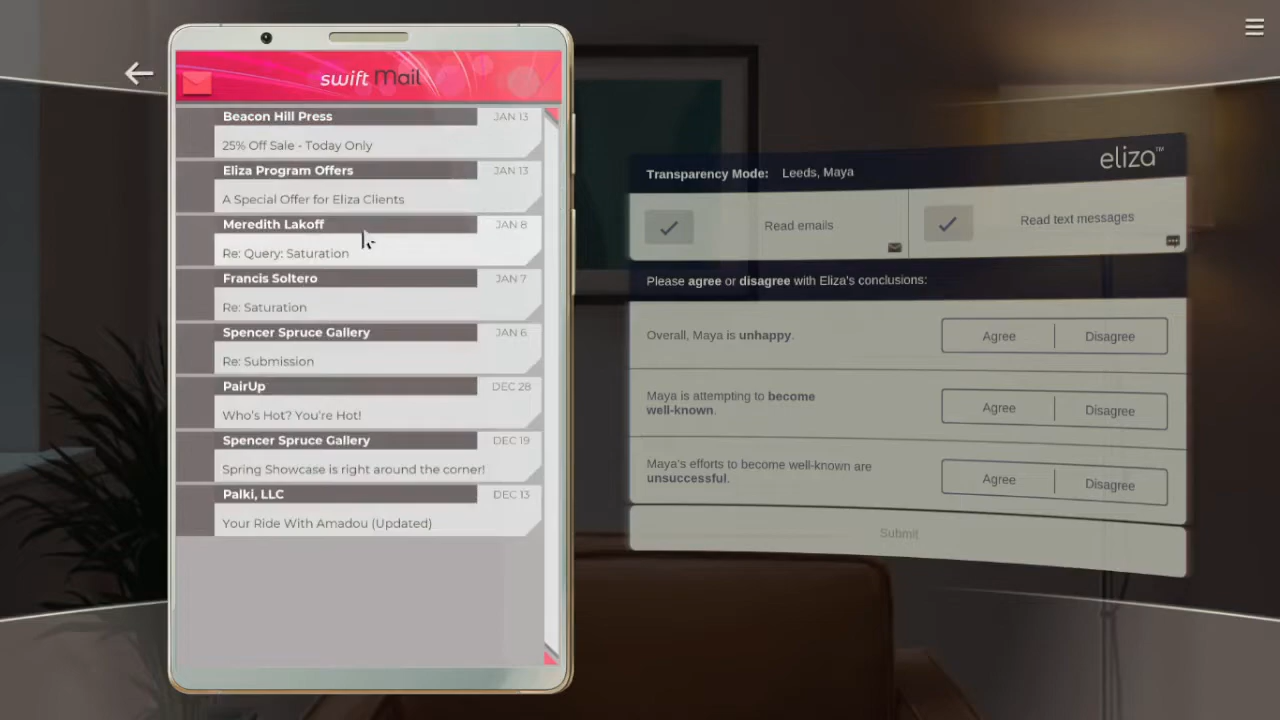 swift Mail
Beacon Hill Press JAN 13
25% Off Sale - Today Only
Eliza Program Offers JAN 13
A Special Offer for Eliza Clients
Meredith Lakoff JAN 8
Re: Query: Saturation
Francis Soltero JAN 7
Re: Saturation
Spencer Spruce Gallery JAN 6
Re: Submission
PairUp DEC 28
Who's Hot? You're Hot!
Spencer Spruce Gallery DEC 19
Spring Showcase is right around the corner!
Palki, LLC DEC 13
Your Ride With Amadou (Updated)
eliza™
Transparency Mode: Leeds, Maya
Read emails
Read text messages
Please agree or disagree with Eliza's conclusions:
Overall, Maya is unhappy.
Agree Disagree
Maya is attempting to become
well-known.
Agree Disagree
Maya's efforts to become well-known are
unsuccessful.
Agree Disagree
Submit